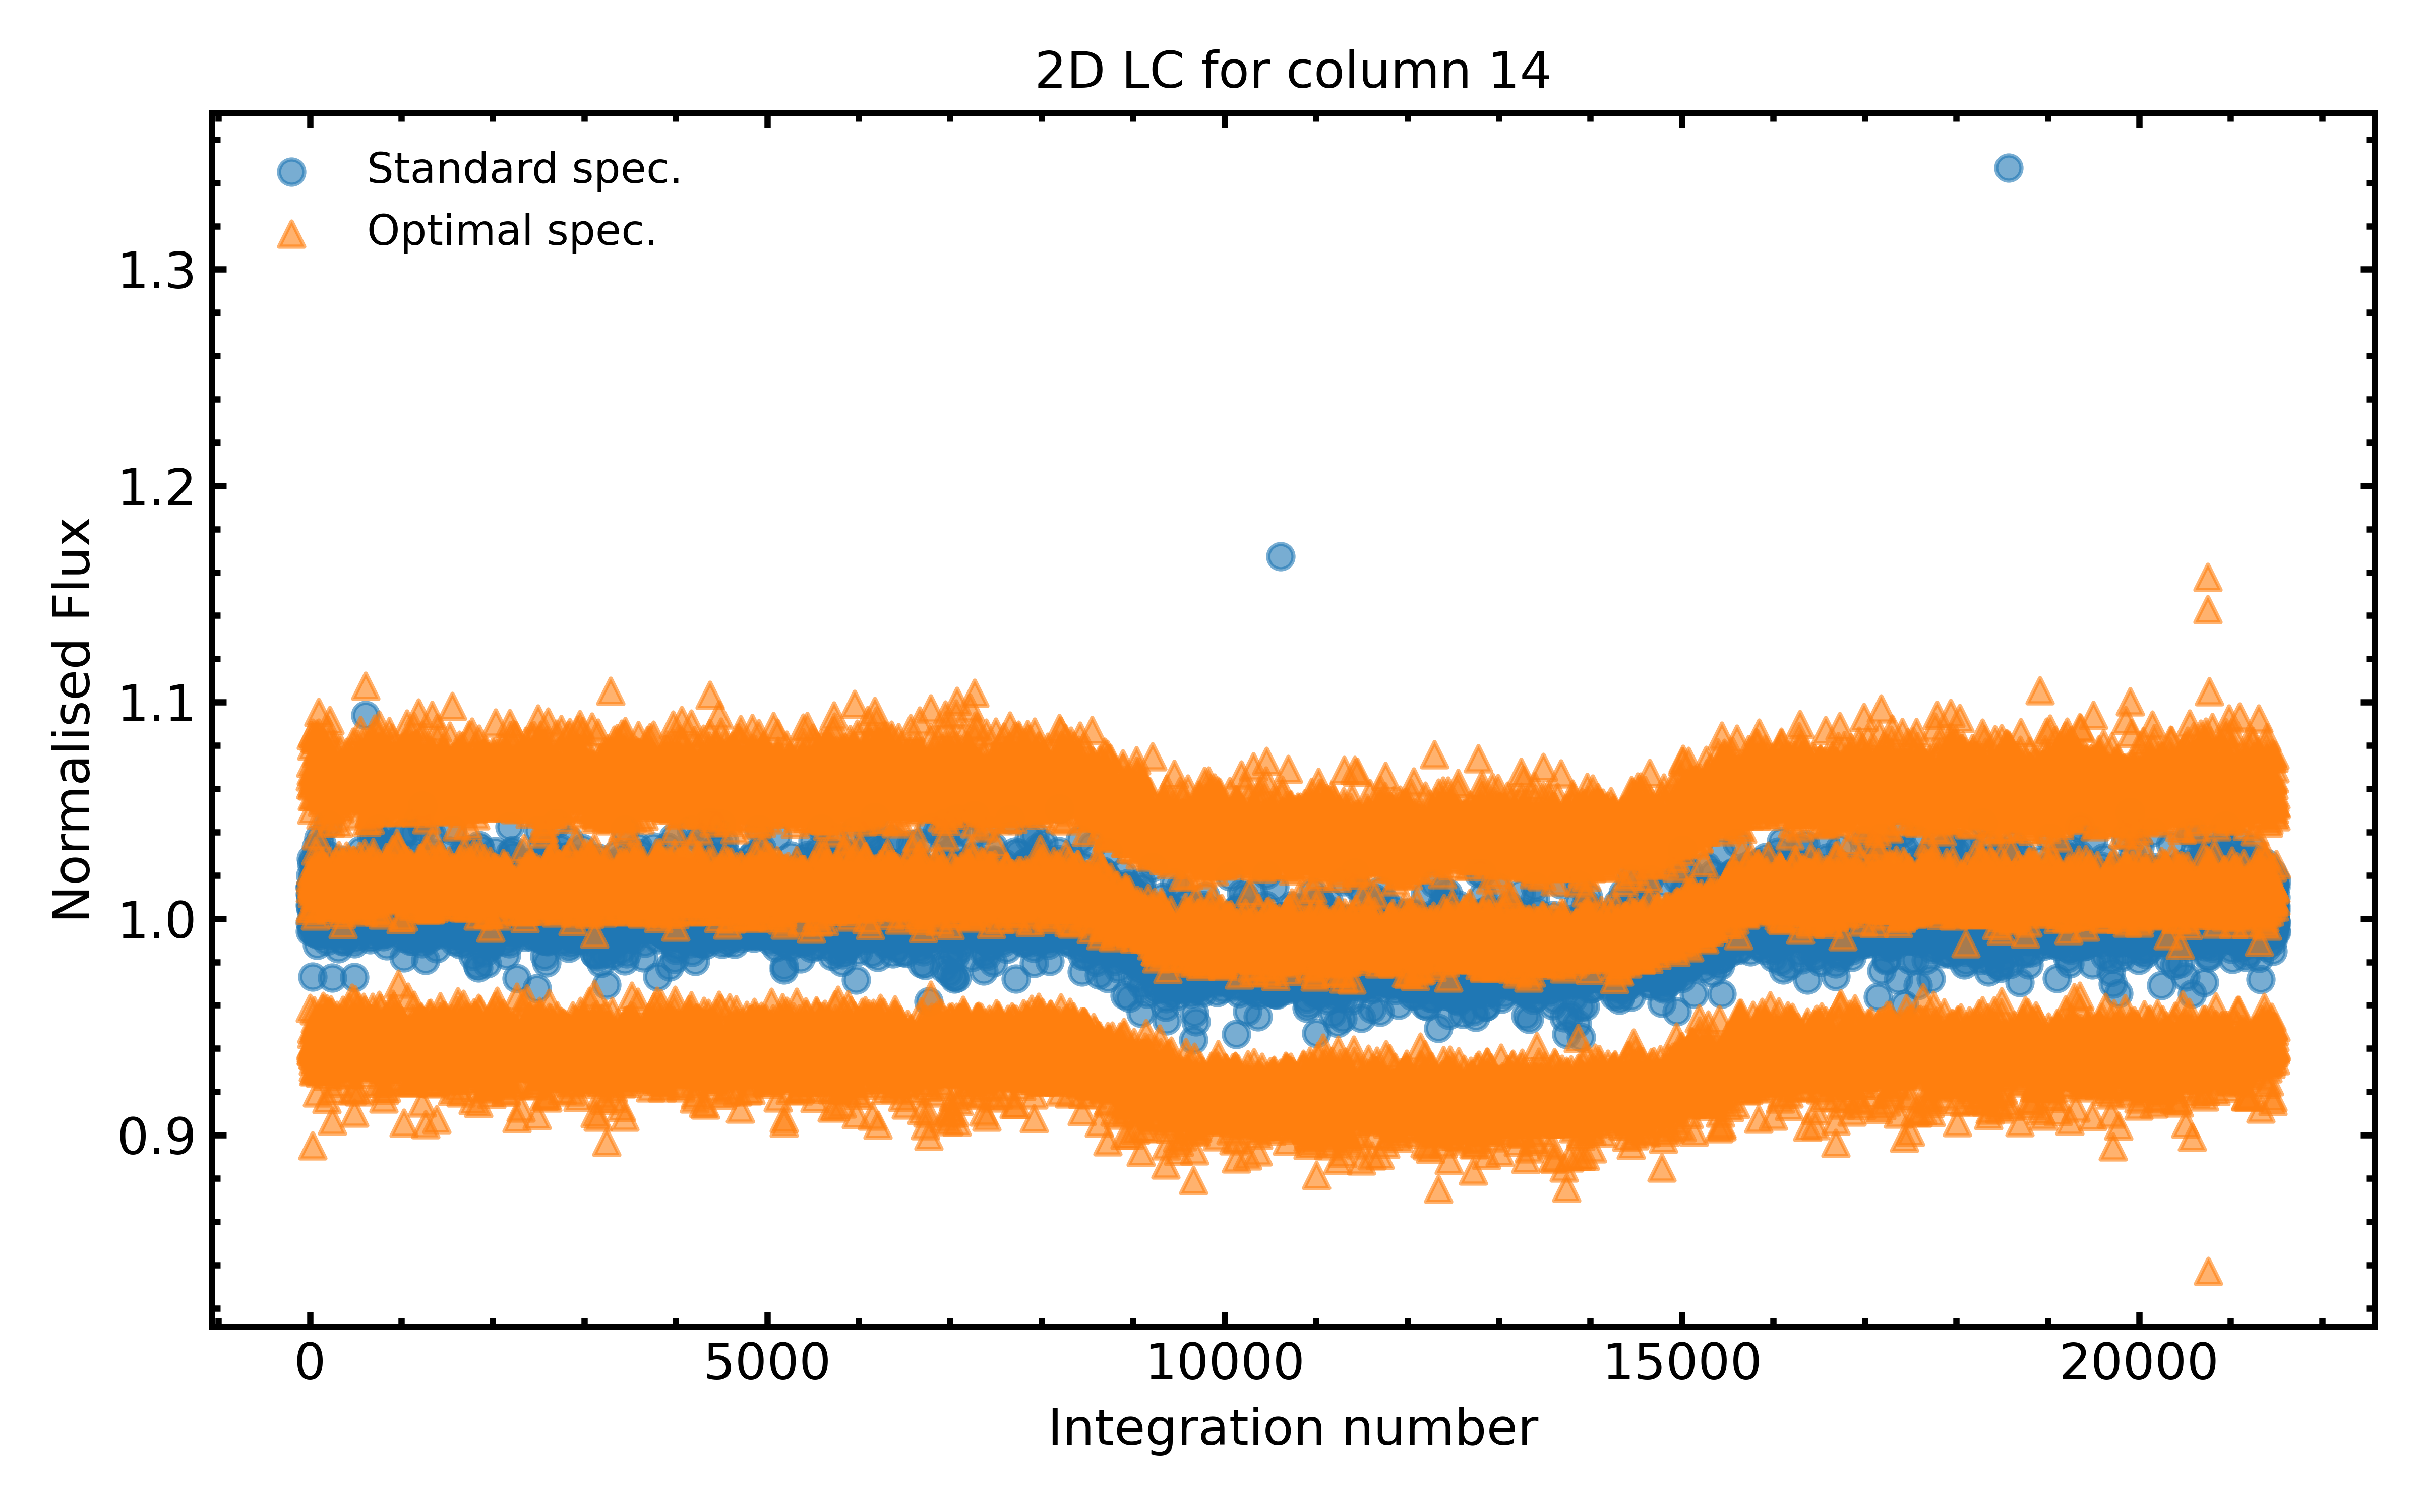 2D LC for column 14
Standard spec.
Optimal spec.
1.3
1.2
1.1
1.0
0.9
Normalised Flux
0 5000 10000 15000 20000
Integration number